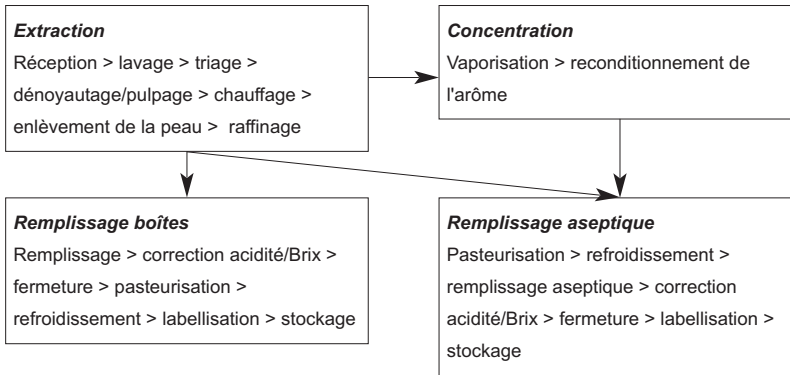 Extraction
Réception > lavage > triage >
dénoyautage/pulpage > chauffage >
enlèvement de la peau > raffinage
Concentration
Vaporisation > reconditionnement de
l'arôme
Remplissage boîtes
Remplissage > correction acidité/Brix >
fermeture > pasteurisation >
refroidissement > labellisation > stockage
Remplissage aseptique
Pasteurisation > refroidissement >
remplissage aseptique > correction
acidité/Brix > fermeture > labellisation >
stockage